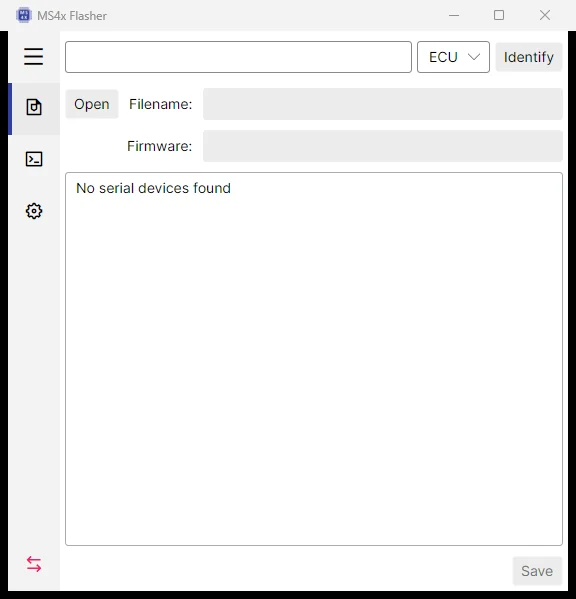 MS4x Flasher
ECU Identify
Open Filename:
Firmware:
No serial devices found
Save